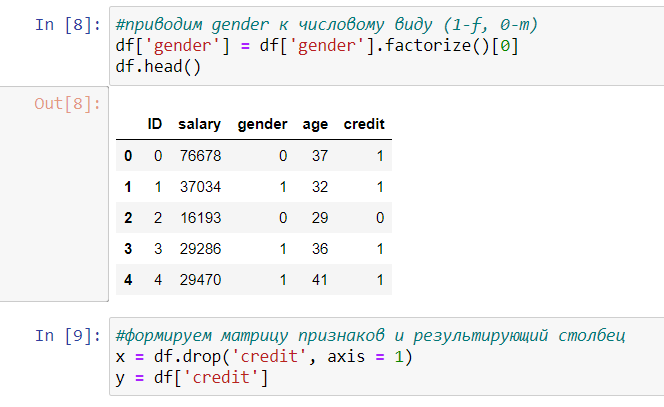 In [8]: #приводим gender к числовому виду (1-f, 0-m)
df['gender'] = df['gender'].factorize()[0]
df.head()
Out[8]:
ID salary gender age credit
0 0 76678 0 37 1
1 1 37034 1 32 1
2 2 16193 0 29 0
3 3 29286 1 36 1
4 4 29470 1 41 1
In [9]: #формируем матрицу признаков и результирующий столбец
x = df.drop('credit', axis = 1)
y = df['credit']